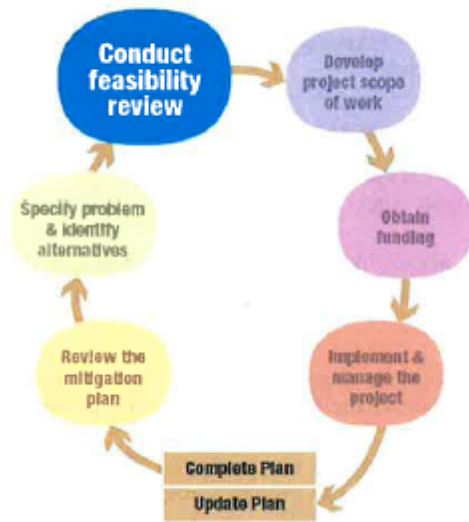 Conduct
feasibility
review
Develop
project scope
of work
Obtain
funding
Implement &
manage the
project
Complete Plan
Update Plan
Review the
mitigation
plan
Specify problem
& identify
alternatives